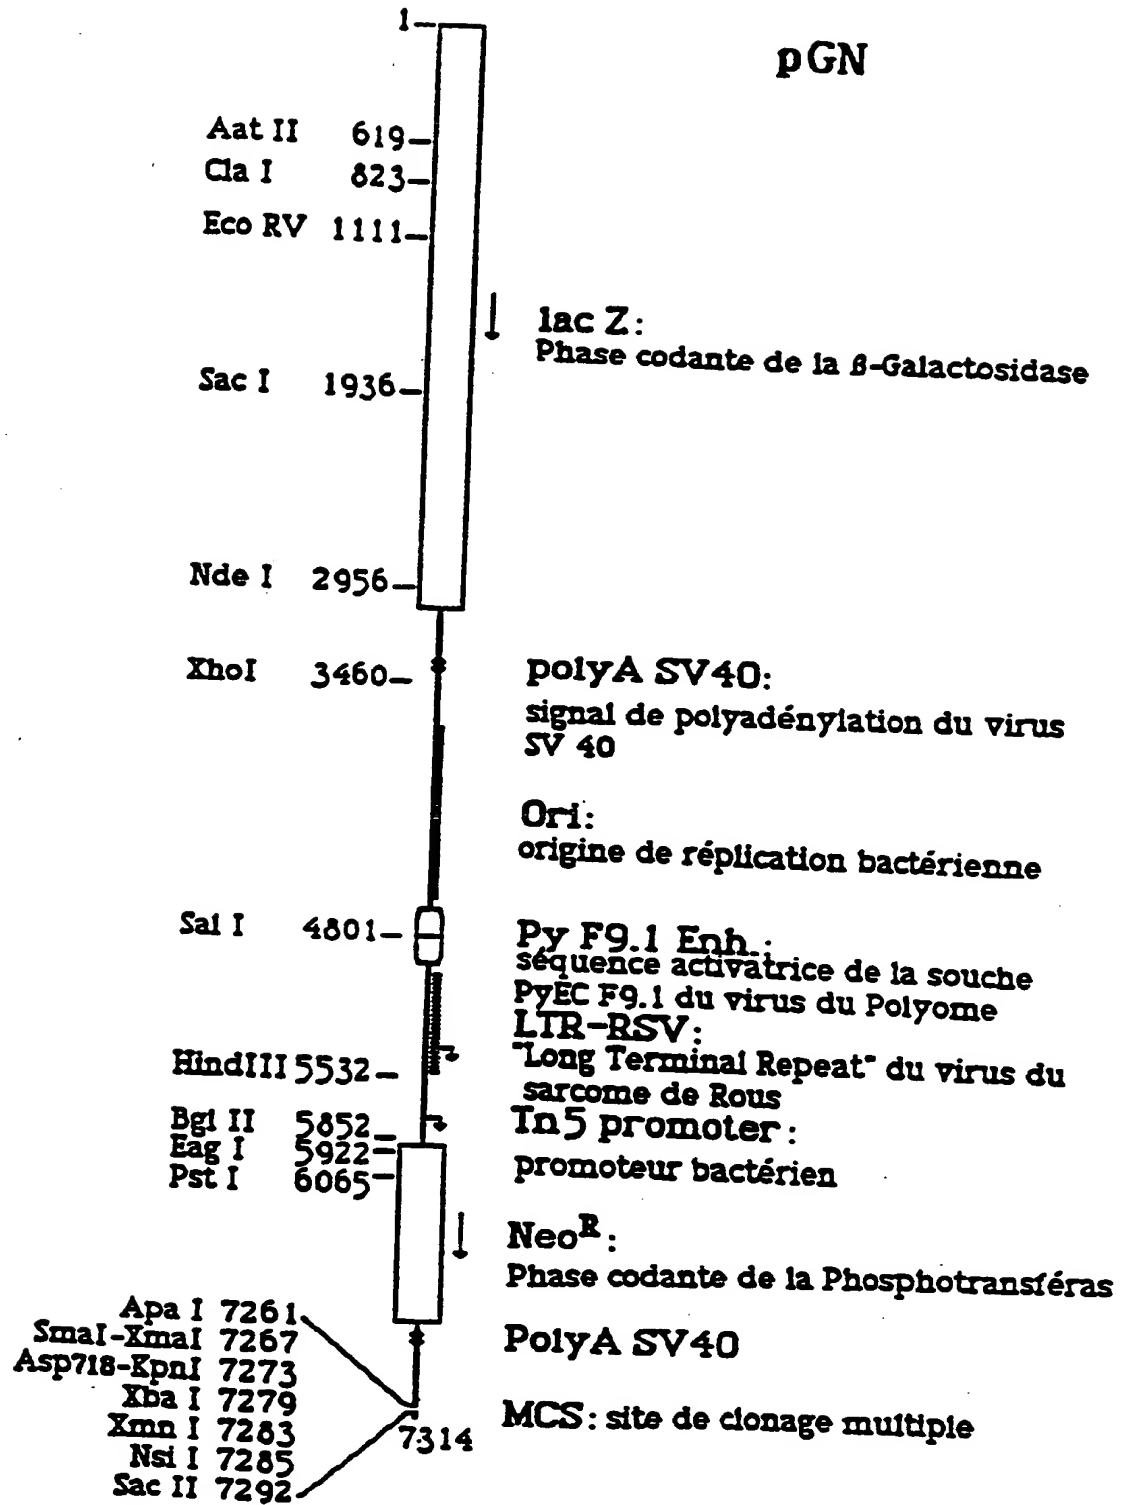 1
pGN
Aat II 619
Cla I 823
Eco RV 1111
lac Z:
Phase codante de la β-Galactosidase
Sac I 1936
Nde I 2956
XhoI 3460
polyA SV40:
signal de polyadénylation du virus
SV 40
Ori:
origine de réplication bactérienne
Sal I 4801
Py F9.1 Enh.:
séquence activatrice de la souche
PyEC F9.1 du virus du Polyome
LTR-RSV:
"Long Terminal Repeat" du virus du
sarcome de Rous
HindIII 5532
Bgl II 5852
Eag I 5922
Pst I 6065
Tn5 promoter:
promoteur bactérien
Neo^R:
Phase codante de la Phosphotransféras
Apa I 7261
SmaI-XmaI 7267
Asp718-KpnI 7273
Xba I 7279
Xmn I 7283
Nsi I 7285
Sac II 7292
PolyA SV40
MCS: site de clonage multiple
7314